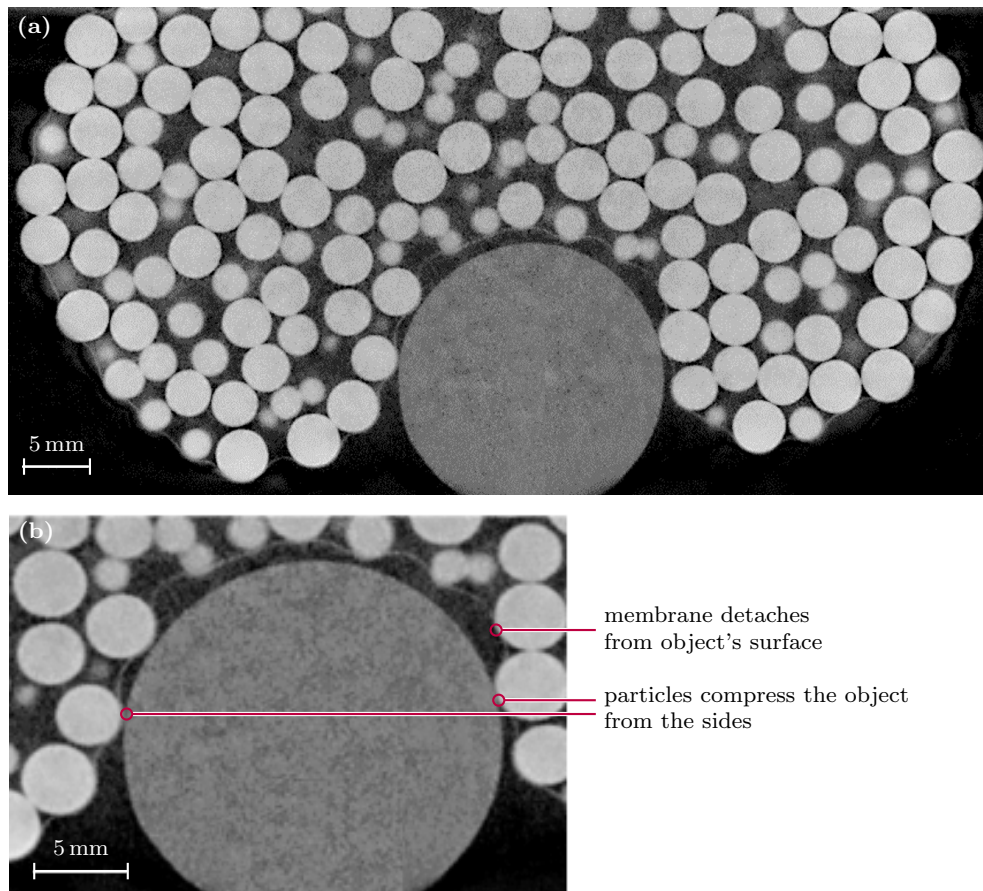 (a)
5 mm
(b)
membrane detaches
from object's surface
particles compress the object
from the sides
5 mm